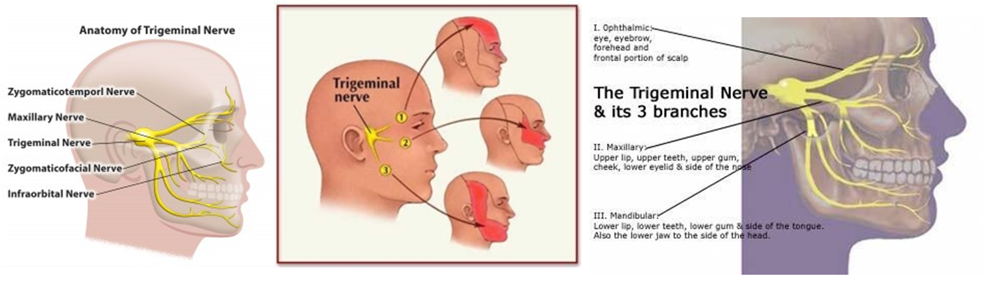 Anatomy of Trigeminal Nerve
Zygomaticotemporl Nerve
Maxillary Nerve
Trigeminal Nerve
Zygomaticofacial Nerve
Infraorbital Nerve
Trigeminal
nerve
1
2
3
I. Ophthalmic:
eye, eyebrow,
forehead and
frontal portion of scalp
The Trigeminal Nerve
& its 3 branches
II. Maxillary:
Upper lip, upper teeth, upper gum,
cheek, lower eyelid & side of the nose
III. Mandibular:
Lower lip, lower teeth, lower gum & side of the tongue.
Also the lower jaw to the side of the head.